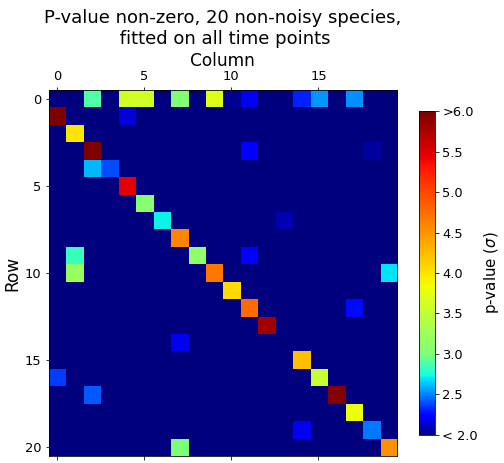 P-value non-zero, 20 non-noisy species,
fitted on all time points
Column
0 5 10 15
0
5
10
15
20
Row
>6.0
5.5
5.0
4.5
4.0
3.5
3.0
2.5
< 2.0
p-value (σ)